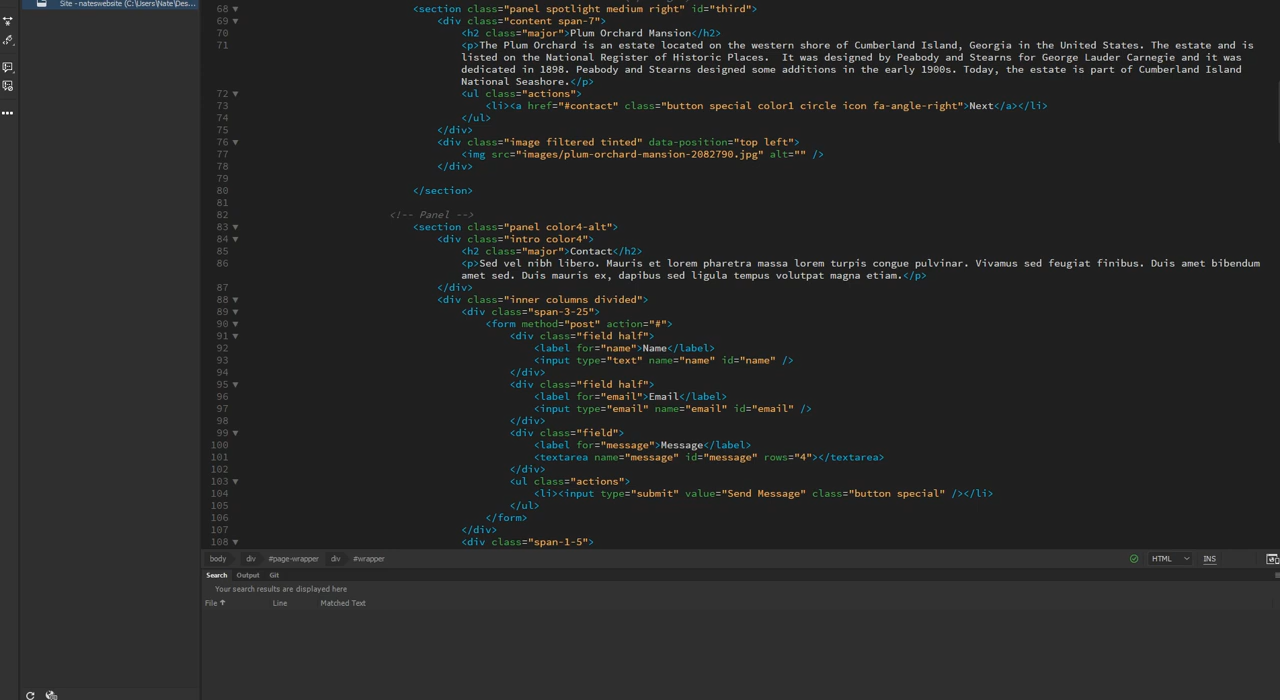 Site - nateswebsite (C:\Users\Nate\Des...
68 <section class="panel spotlight medium right" id="third">
69 <div class="content span-7">
70 <h2 class="major">Plum Orchard Mansion</h2>
71 <p>The Plum Orchard is an estate located on the western shore of Cumberland Island, Georgia in the United States. The estate and is
listed on the National Register of Historic Places.  It was designed by Peabody and Stearns for George Lauder Carnegie and it was
dedicated in 1898. Peabody and Stearns designed some additions in the early 1900s. Today, the estate is part of Cumberland Island
National Seashore.</p>
72 <ul class="actions">
73 <li><a href="#contact" class="button special color1 circle icon fa-angle-right">Next</a></li>
74 </ul>
75 </div>
76 <div class="image filtered tinted" data-position="top left">
77 <img src="images/plum-orchard-mansion-2082790.jpg" alt="" />
78 </div>
79
80 </section>
81
82 <!-- Panel -->
83 <section class="panel color4-alt">
84 <div class="intro color4">
85 <h2 class="major">Contact</h2>
86 <p>Sed vel nibh libero. Mauris et lorem pharetra massa lorem turpis congue pulvinar. Vivamus sed feugiat finibus. Duis amet bibendum
amet sed. Duis mauris ex, dapibus sed ligula tempus volutpat magna etiam.</p>
87 </div>
88 <div class="inner columns divided">
89 <div class="span-3-25">
90 <form method="post" action="#">
91 <div class="field half">
92 <label for="name">Name</label>
93 <input type="text" name="name" id="name" />
94 </div>
95 <div class="field half">
96 <label for="email">Email</label>
97 <input type="email" name="email" id="email" />
98 </div>
99 <div class="field">
100 <label for="message">Message</label>
101 <textarea name="message" id="message" rows="4"></textarea>
102 </div>
103 <ul class="actions">
104 <li><input type="submit" value="Send Message" class="button special" /></li>
105 </ul>
106 </form>
107 </div>
108 <div class="span-1-5">
body div #page-wrapper div #wrapper HTML INS
Search Output Git
Your search results are displayed here
File Line Matched Text